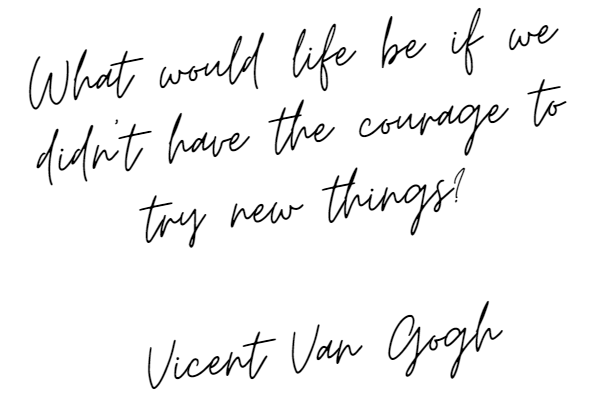 What would life be if we
didn't have the courage to
try new things?
Vicent Van Gogh